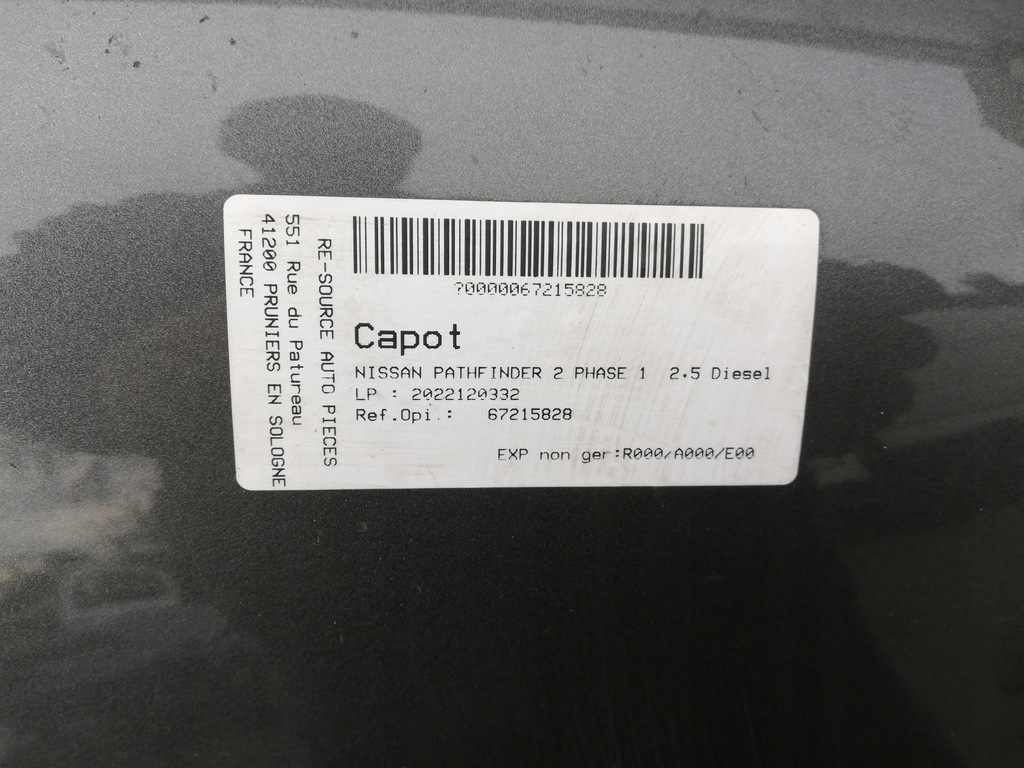 RE-SOURCE AUTO PIECES
551 Rue du Patureau
41200 PRUNIERS EN SOLOGNE
FRANCE
70000067215828
Capot
NISSAN PATHFINDER 2 PHASE 1 2.5 Diesel
LP : 2022120332
Ref.Opi.: 67215828
EXP non ger:R000/A000/E00